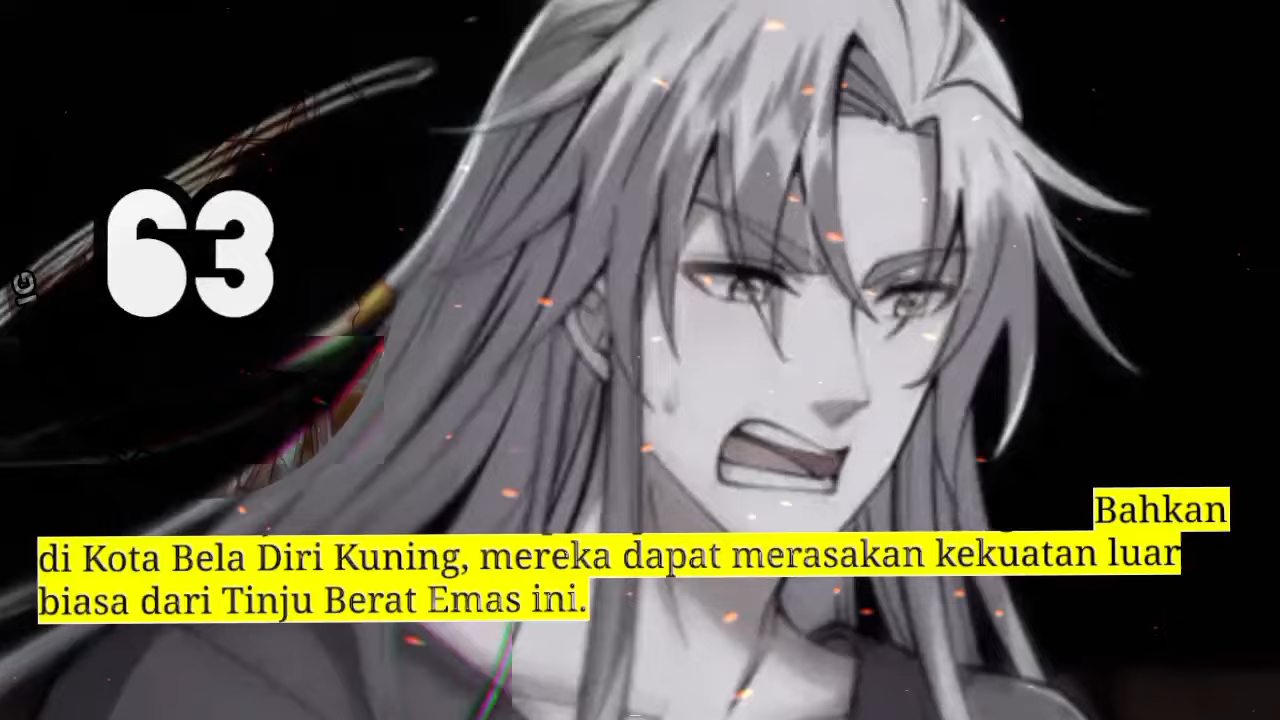 63
Bahkan
di Kota Bela Diri Kuning, mereka dapat merasakan kekuatan luar
biasa dari Tinju Berat Emas ini.